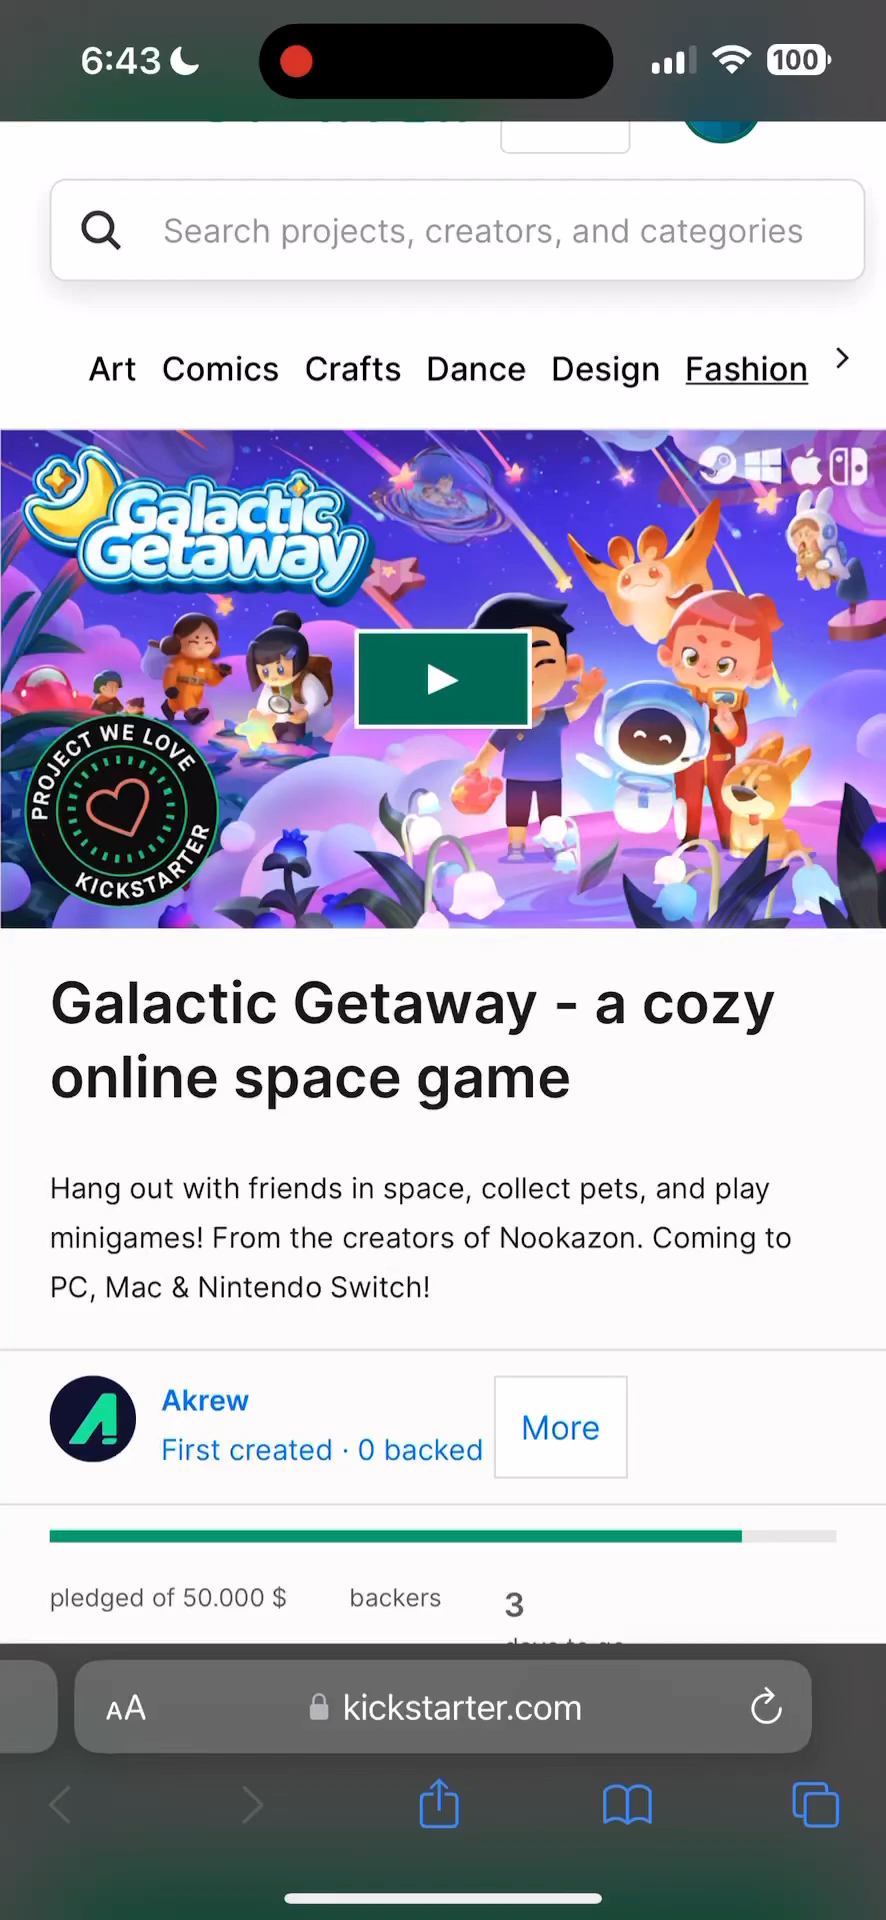 6:43
100
Search projects, creators, and categories
Art Comics Crafts Dance Design Fashion
Galactic
Getaway
PROJECT WE LOVE
KICKSTARTER
Galactic Getaway - a cozy
online space game
Hang out with friends in space, collect pets, and play
minigames! From the creators of Nookazon. Coming to
PC, Mac & Nintendo Switch!
Akrew
First created · 0 backed
More
pledged of 50.000 $
backers
3
AA
kickstarter.com